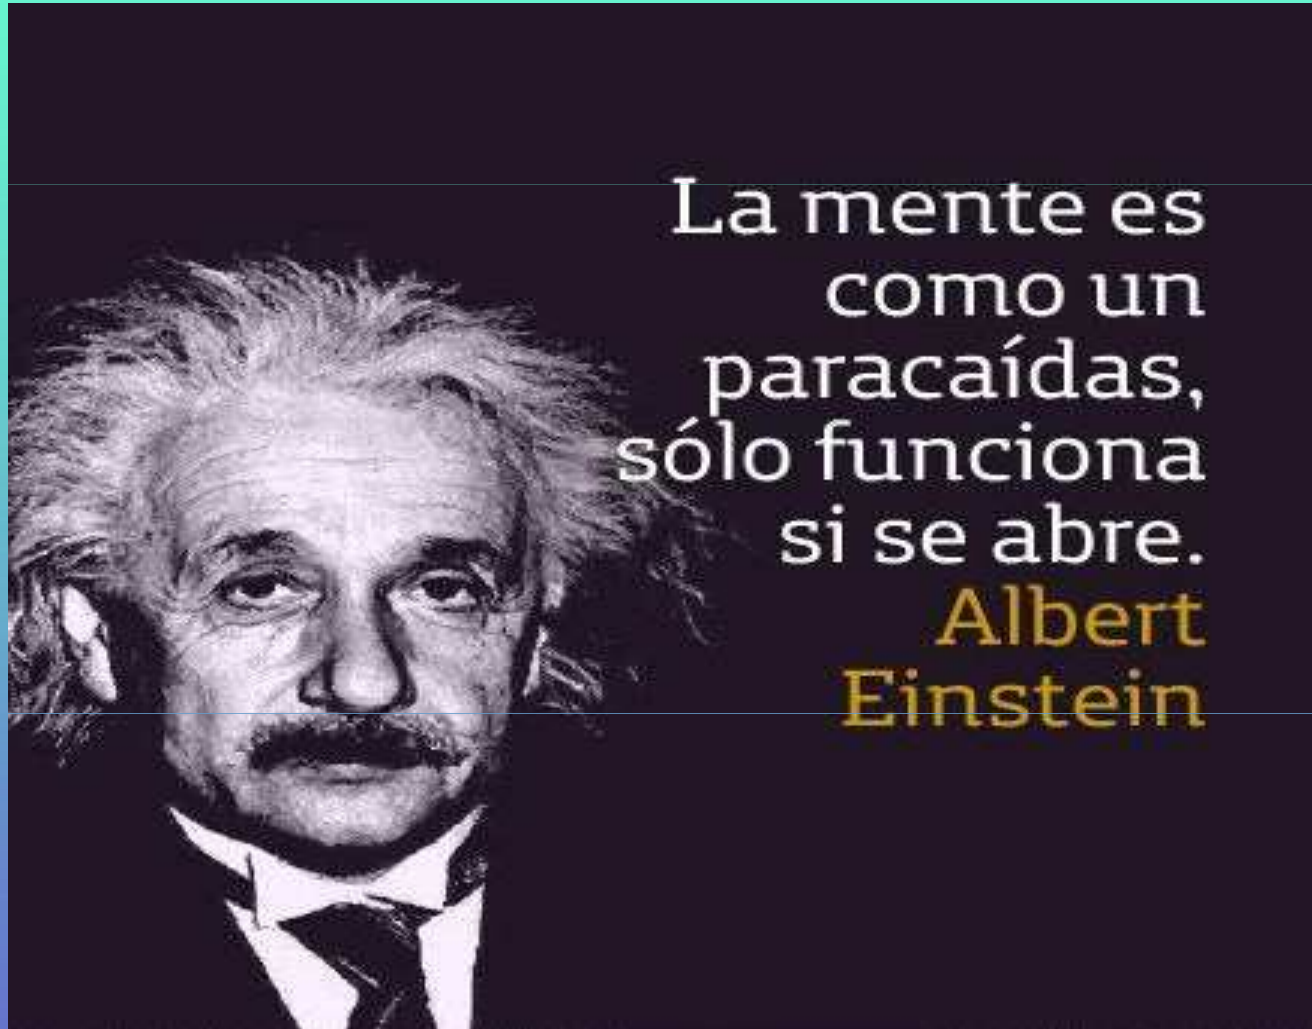 La mente es
como un
paracaídas,
sólo funciona
si se abre.
Albert
Einstein